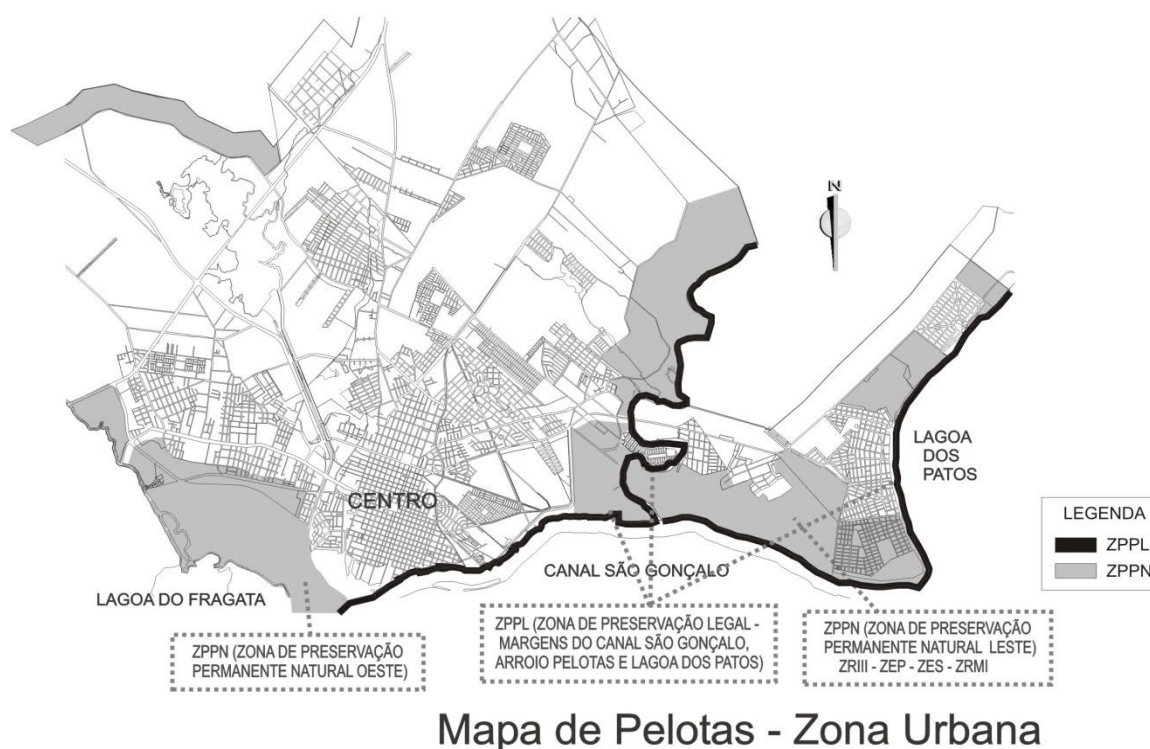 N
LAGOA
DOS
PATOS
CENTRO
LEGENDA
ZPPL
ZPPN
CANAL SÃO GONÇALO
LAGOA DO FRAGATA
ZPPN (ZONA DE PRESERVAÇÃO
PERMANENTE NATURAL OESTE)
ZPPL (ZONA DE PRESERVAÇÃO LEGAL -
MARGENS DO CANAL SÃO GONÇALO,
ARROIO PELOTAS E LAGOA DOS PATOS)
ZPPN (ZONA DE PRESERVAÇÃO
PERMANENTE NATURAL LESTE)
ZRIII - ZEP - ZES - ZRMI
Mapa de Pelotas - Zona Urbana